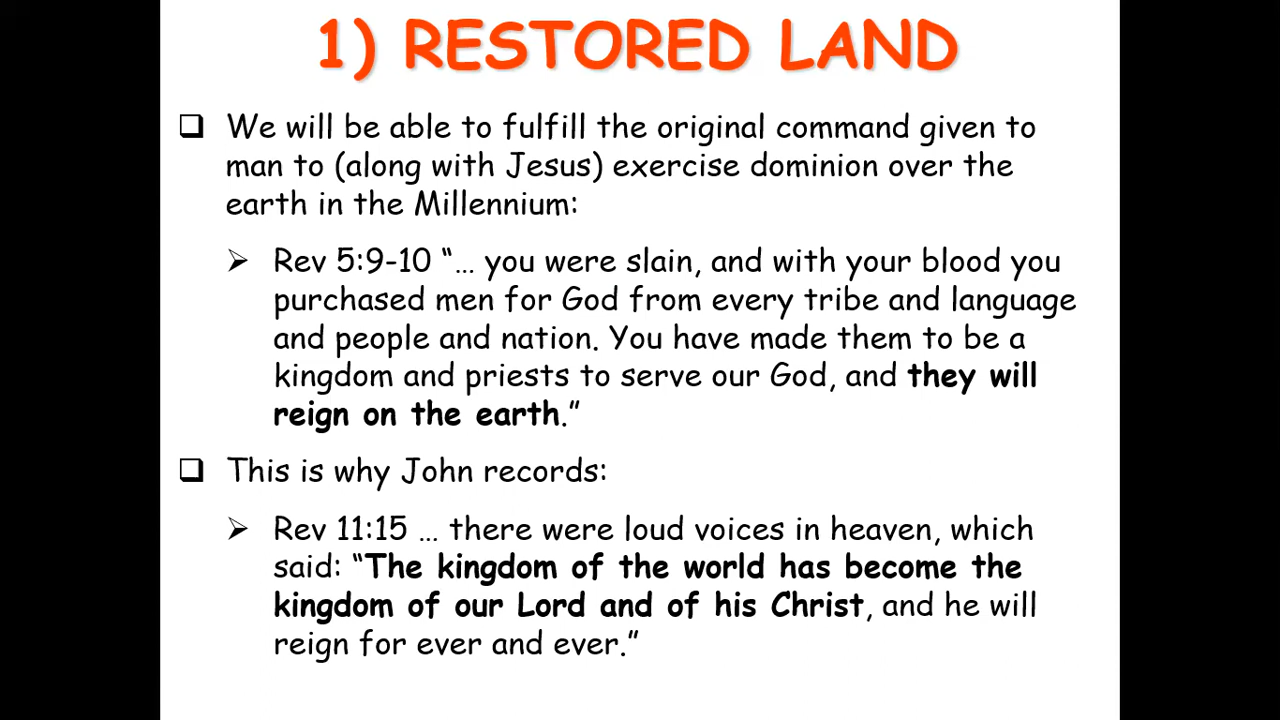 1) RESTORED LAND
❑ We will be able to fulfill the original command given to
man to (along with Jesus) exercise dominion over the
earth in the Millennium:
➢ Rev 5:9-10 “… you were slain, and with your blood you
purchased men for God from every tribe and language
and people and nation. You have made them to be a
kingdom and priests to serve our God, and they will
reign on the earth.”
❑ This is why John records:
➢ Rev 11:15 … there were loud voices in heaven, which
said: “The kingdom of the world has become the
kingdom of our Lord and of his Christ, and he will
reign for ever and ever.”